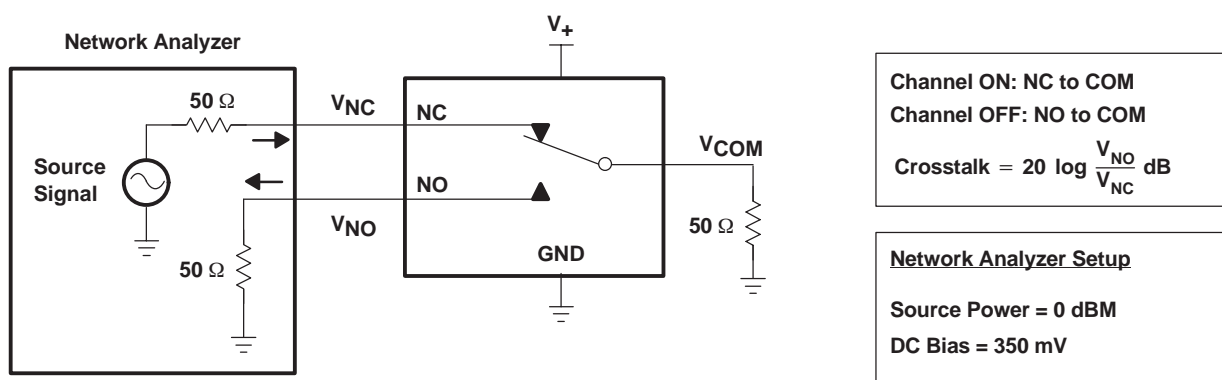 Network Analyzer
V+
50 Ω
VNC
NC
Source
Signal
VCOM
NO
VNO
50 Ω
50 Ω
GND
Channel ON: NC to COM
Channel OFF: NO to COM
Crosstalk = 20 log VNO/VNC dB
Network Analyzer Setup
Source Power = 0 dBM
DC Bias = 350 mV